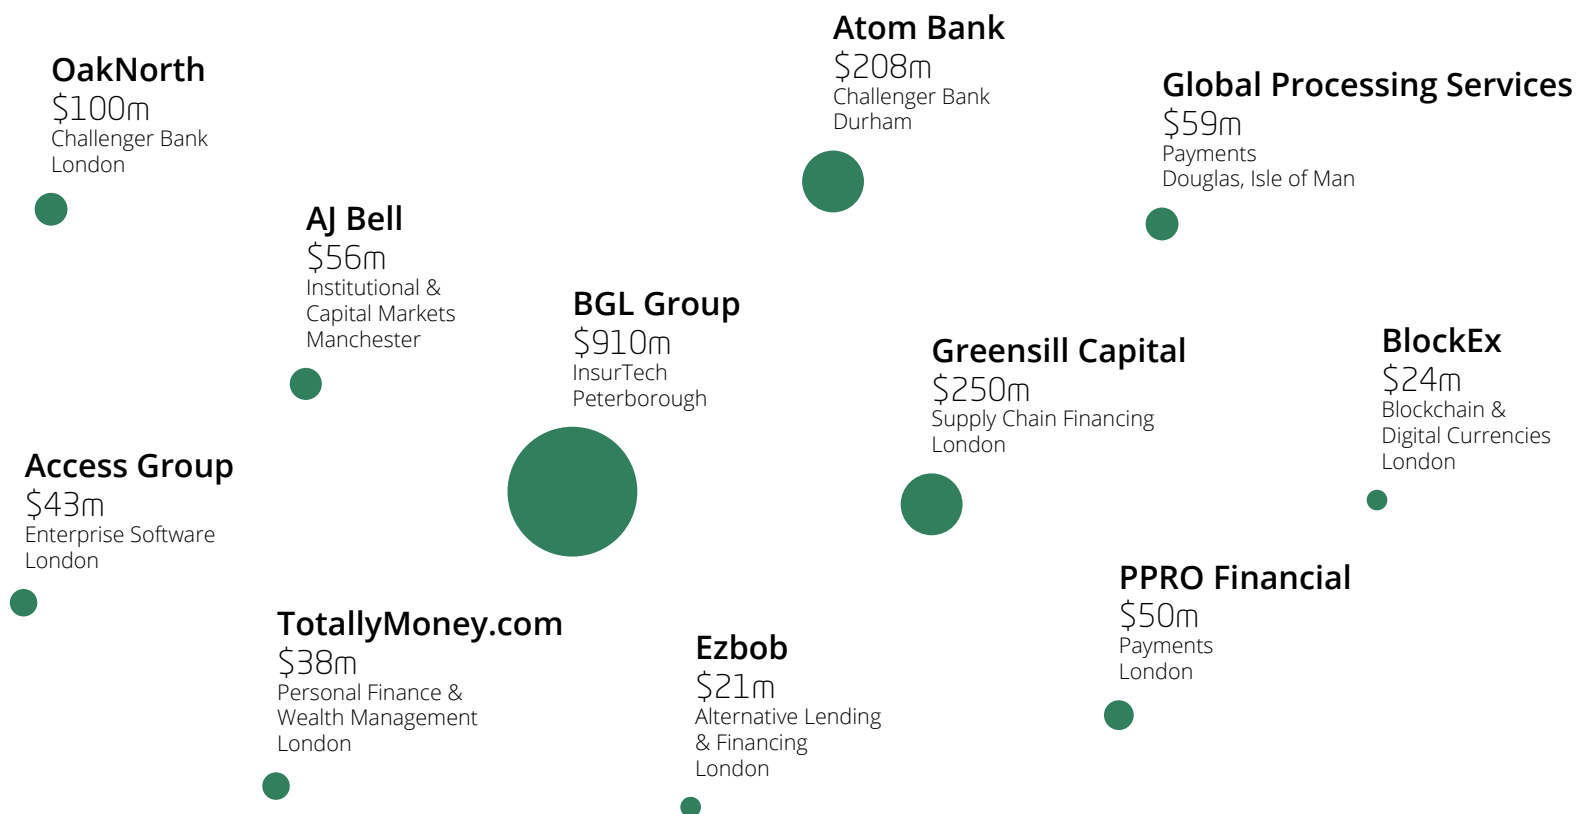 OakNorth
$100m
Challenger Bank
London
Atom Bank
$208m
Challenger Bank
Durham
Global Processing Services
$59m
Payments
Douglas, Isle of Man
AJ Bell
$56m
Institutional &
Capital Markets
Manchester
BGL Group
$910m
InsurTech
Peterborough
Greensill Capital
$250m
Supply Chain Financing
London
BlockEx
$24m
Blockchain &
Digital Currencies
London
Access Group
$43m
Enterprise Software
London
TotallyMoney.com
$38m
Personal Finance &
Wealth Management
London
Ezbob
$21m
Alternative Lending
& Financing
London
PPRO Financial
$50m
Payments
London